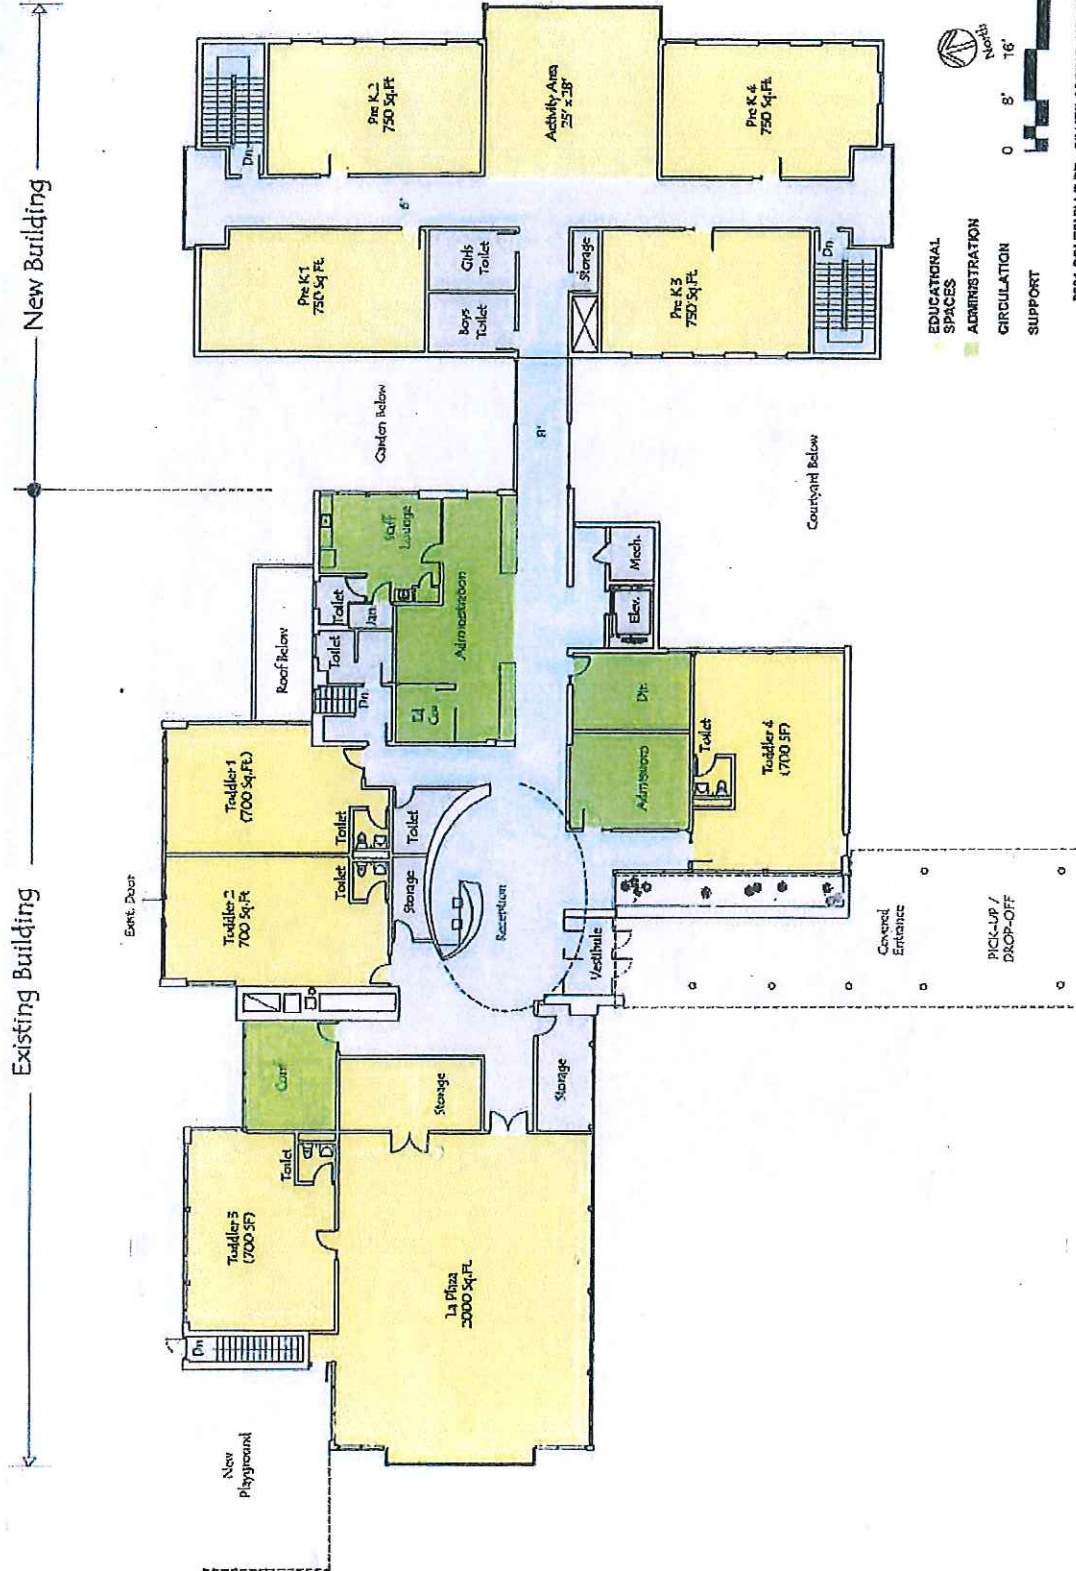 Existing Building
New Building
New
Playground
Dn
Toddler 3
(700 SF)
Toilet
La Plaza
2000 Sq.Ft.
Conf
Storage
Storage
Exist. Door
Toddler 2
700 Sq.Ft
Toilet
Toddler 1
(700 Sq.Ft.)
Toilet
Storage
Toilet
Reception
Vestibule
Covered
Entrance
PICK-UP /
DROP-OFF
Roof Below
Dn.
Toilet
Toilet
Jan.
Staff
Lounge
Administration
Admissions
Dir.
Toilet
Toddler 4
(700 SF)
Elev.
Mech.
Garden Below
8'
Courtyard Below
Pre K 1
750 Sq.Ft.
Boys
Toilet
Girls
Toilet
Storage
Pre K 3
750 Sq.Ft.
Dn.
Dn.
Pre K 2
750 Sq.Ft.
Activity Area
25' x 28'
Pre K 4
750 Sq.Ft.
EDUCATIONAL
SPACES
ADMINISTRATION
CIRCULATION
SUPPORT
0 8' 16'
North